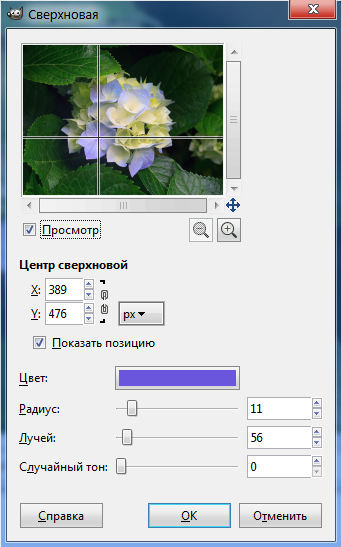 Сверхновая
Просмотр
Центр сверхновой
X: 389
Y: 476 px
Показать позицию
Цвет:
Радиус: 11
Лучей: 56
Случайный тон: 0
Справка OK Отменить